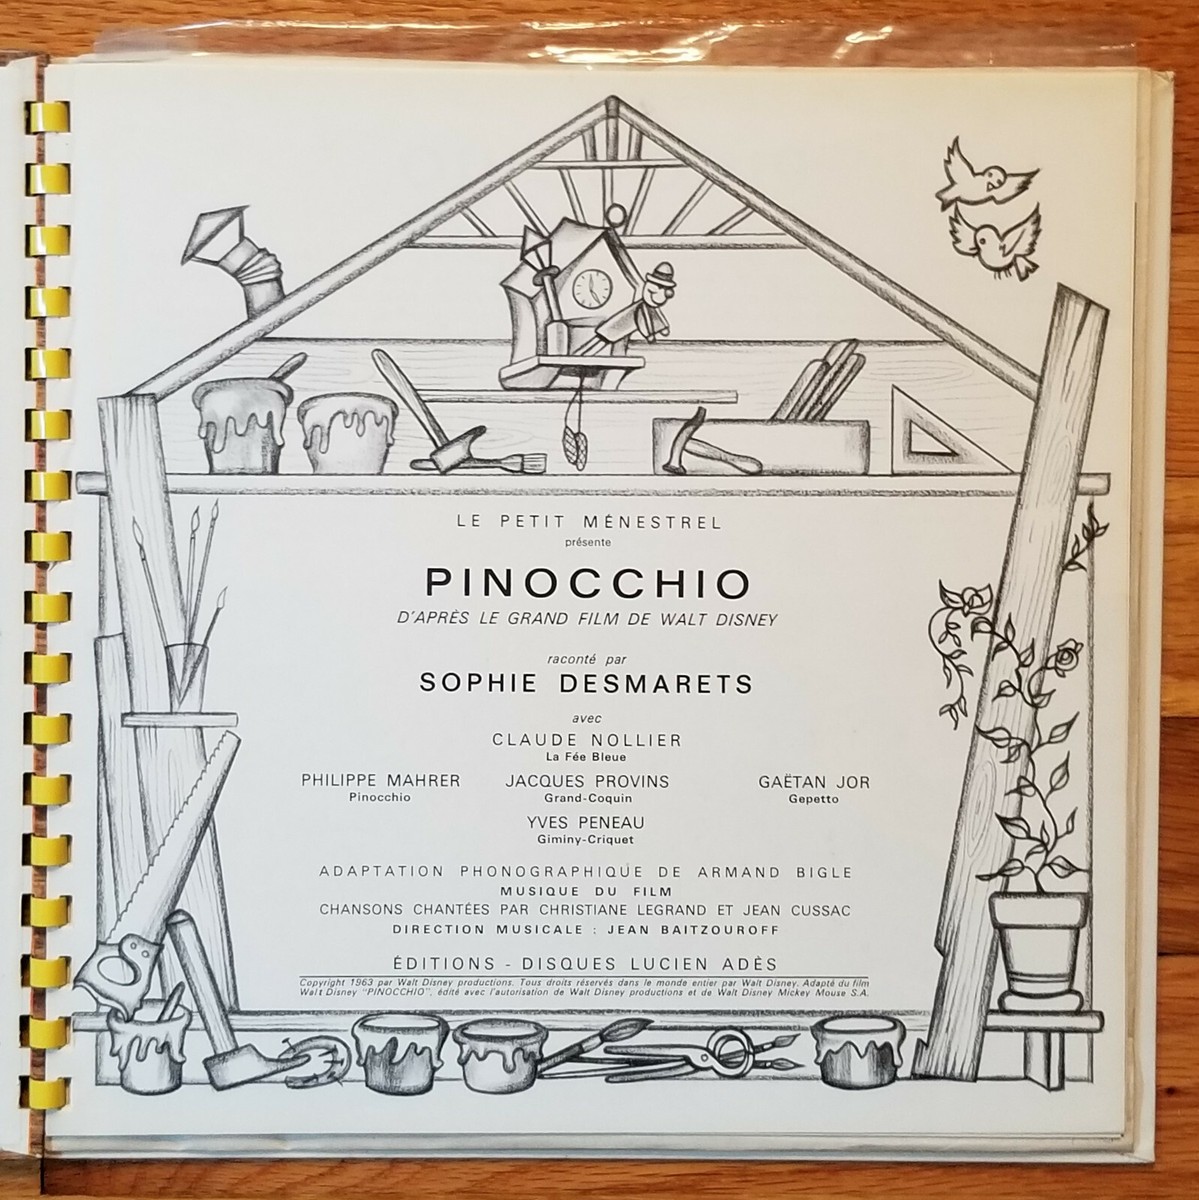 LE PETIT MÉNESTREL
présente
PINOCCHIO
D'APRÈS LE GRAND FILM DE WALT DISNEY
raconté par
SOPHIE DESMARETS
avec
CLAUDE NOLLIER
La Fée Bleue
PHILIPPE MAHRER JACQUES PROVINS GAËTAN JOR
Pinocchio Grand-Coquin Gepetto
YVES PENEAU
Giminy-Criquet
ADAPTATION PHONOGRAPHIQUE DE ARMAND BIGLE
MUSIQUE DU FILM
CHANSONS CHANTÉES PAR CHRISTIANE LEGRAND ET JEAN CUSSAC
DIRECTION MUSICALE : JEAN BAITZOUROFF
ÉDITIONS - DISQUES LUCIEN ADÈS
Copyright 1963 par Walt Disney productions. Tous droits réservés dans le monde entier par Walt Disney. Adapté du film
Walt Disney "PINOCCHIO", édité avec l'autorisation de Walt Disney productions et de Walt Disney Mickey Mouse S.A.